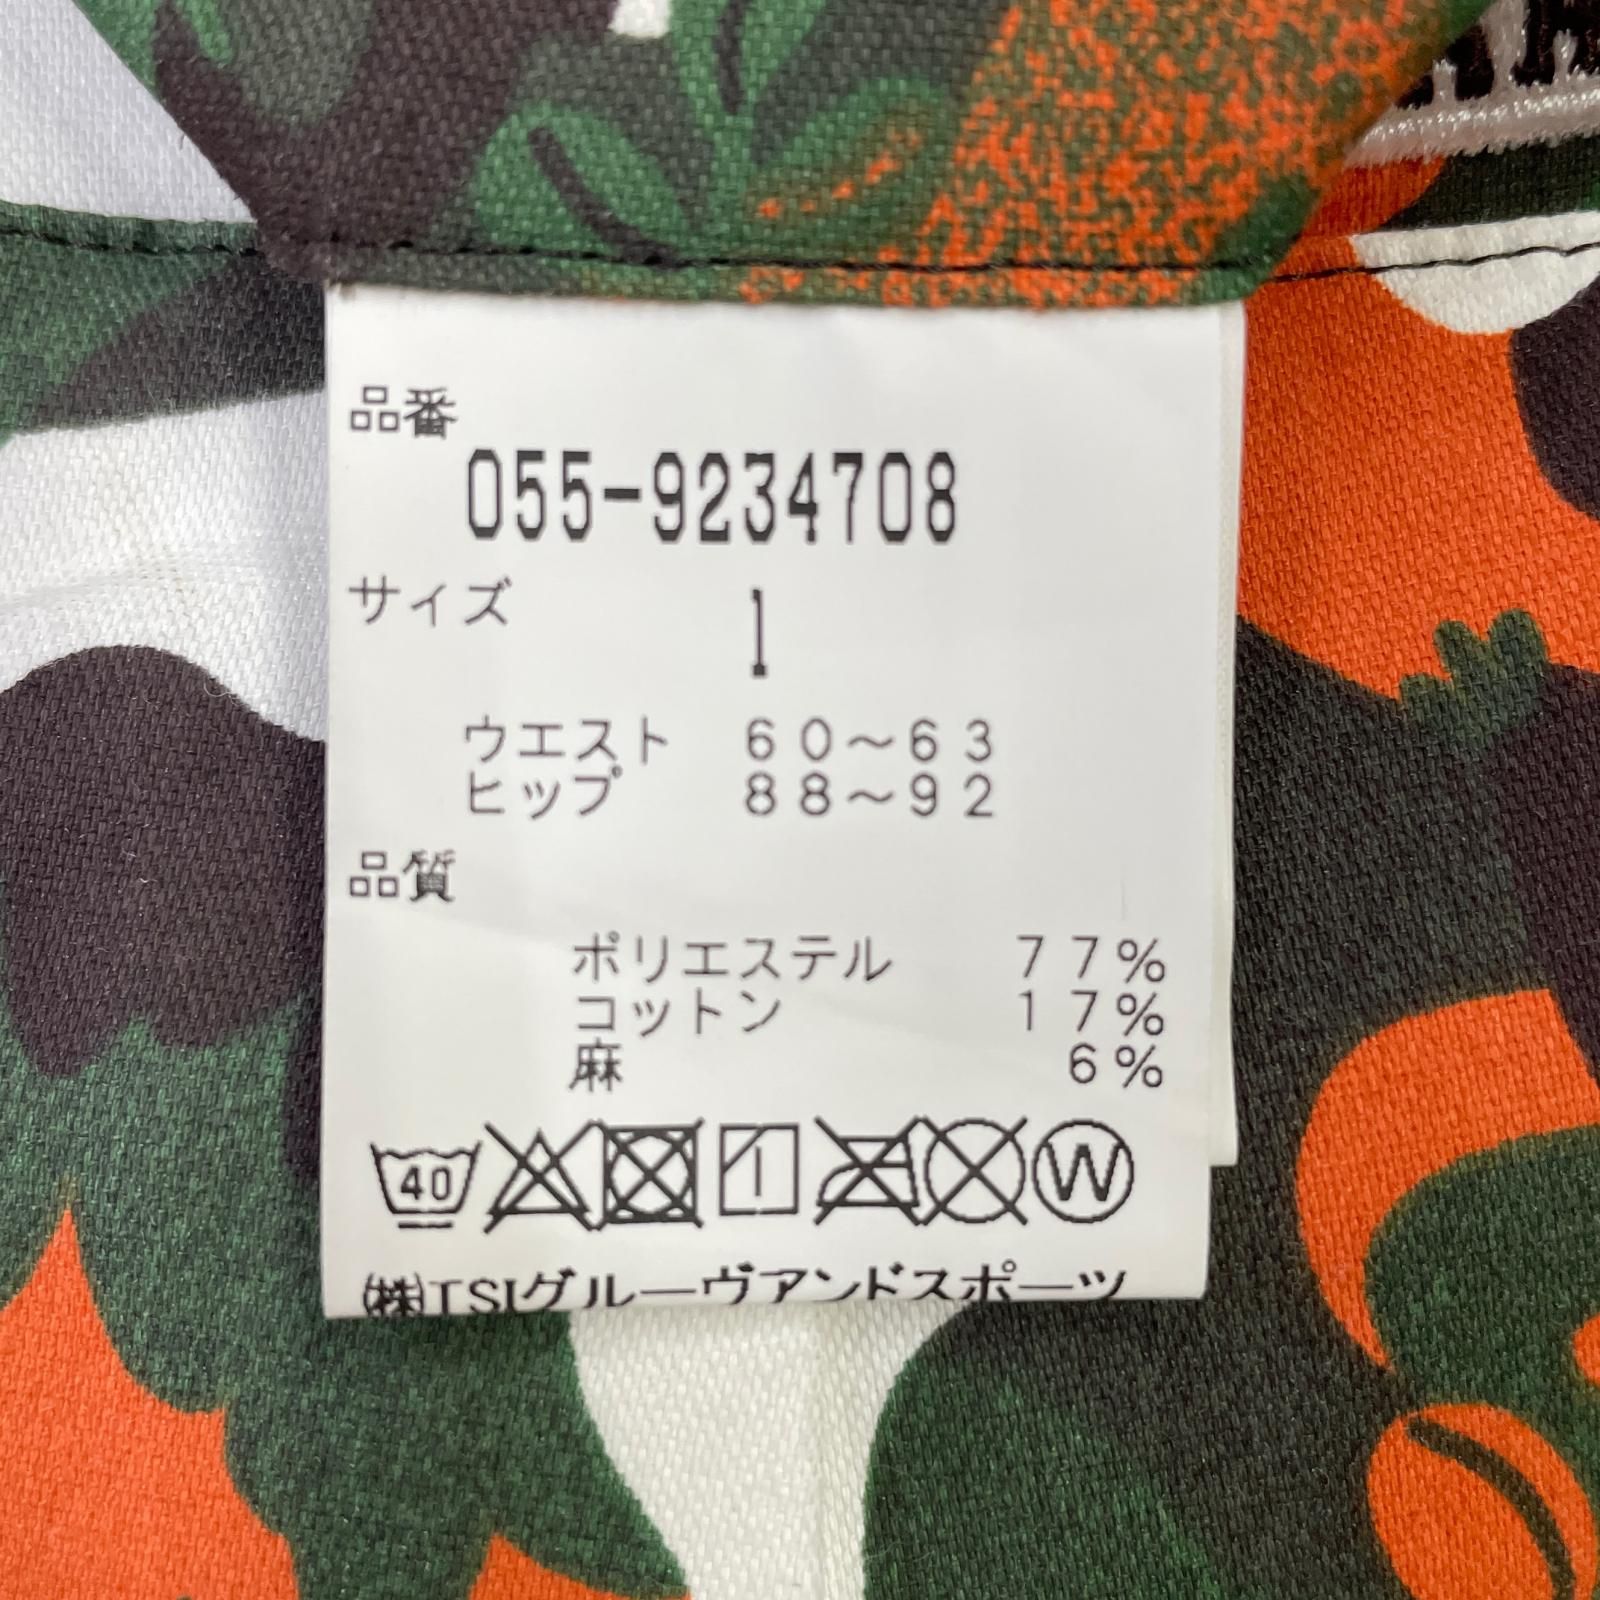 品番
055-9234708
サイズ 1
ウエスト 60～63
ヒップ 88～92
品質
ポリエステル 77%
コットン 17%
麻 6%
40 W
㈱TSIグルーヴアンドスポーツ